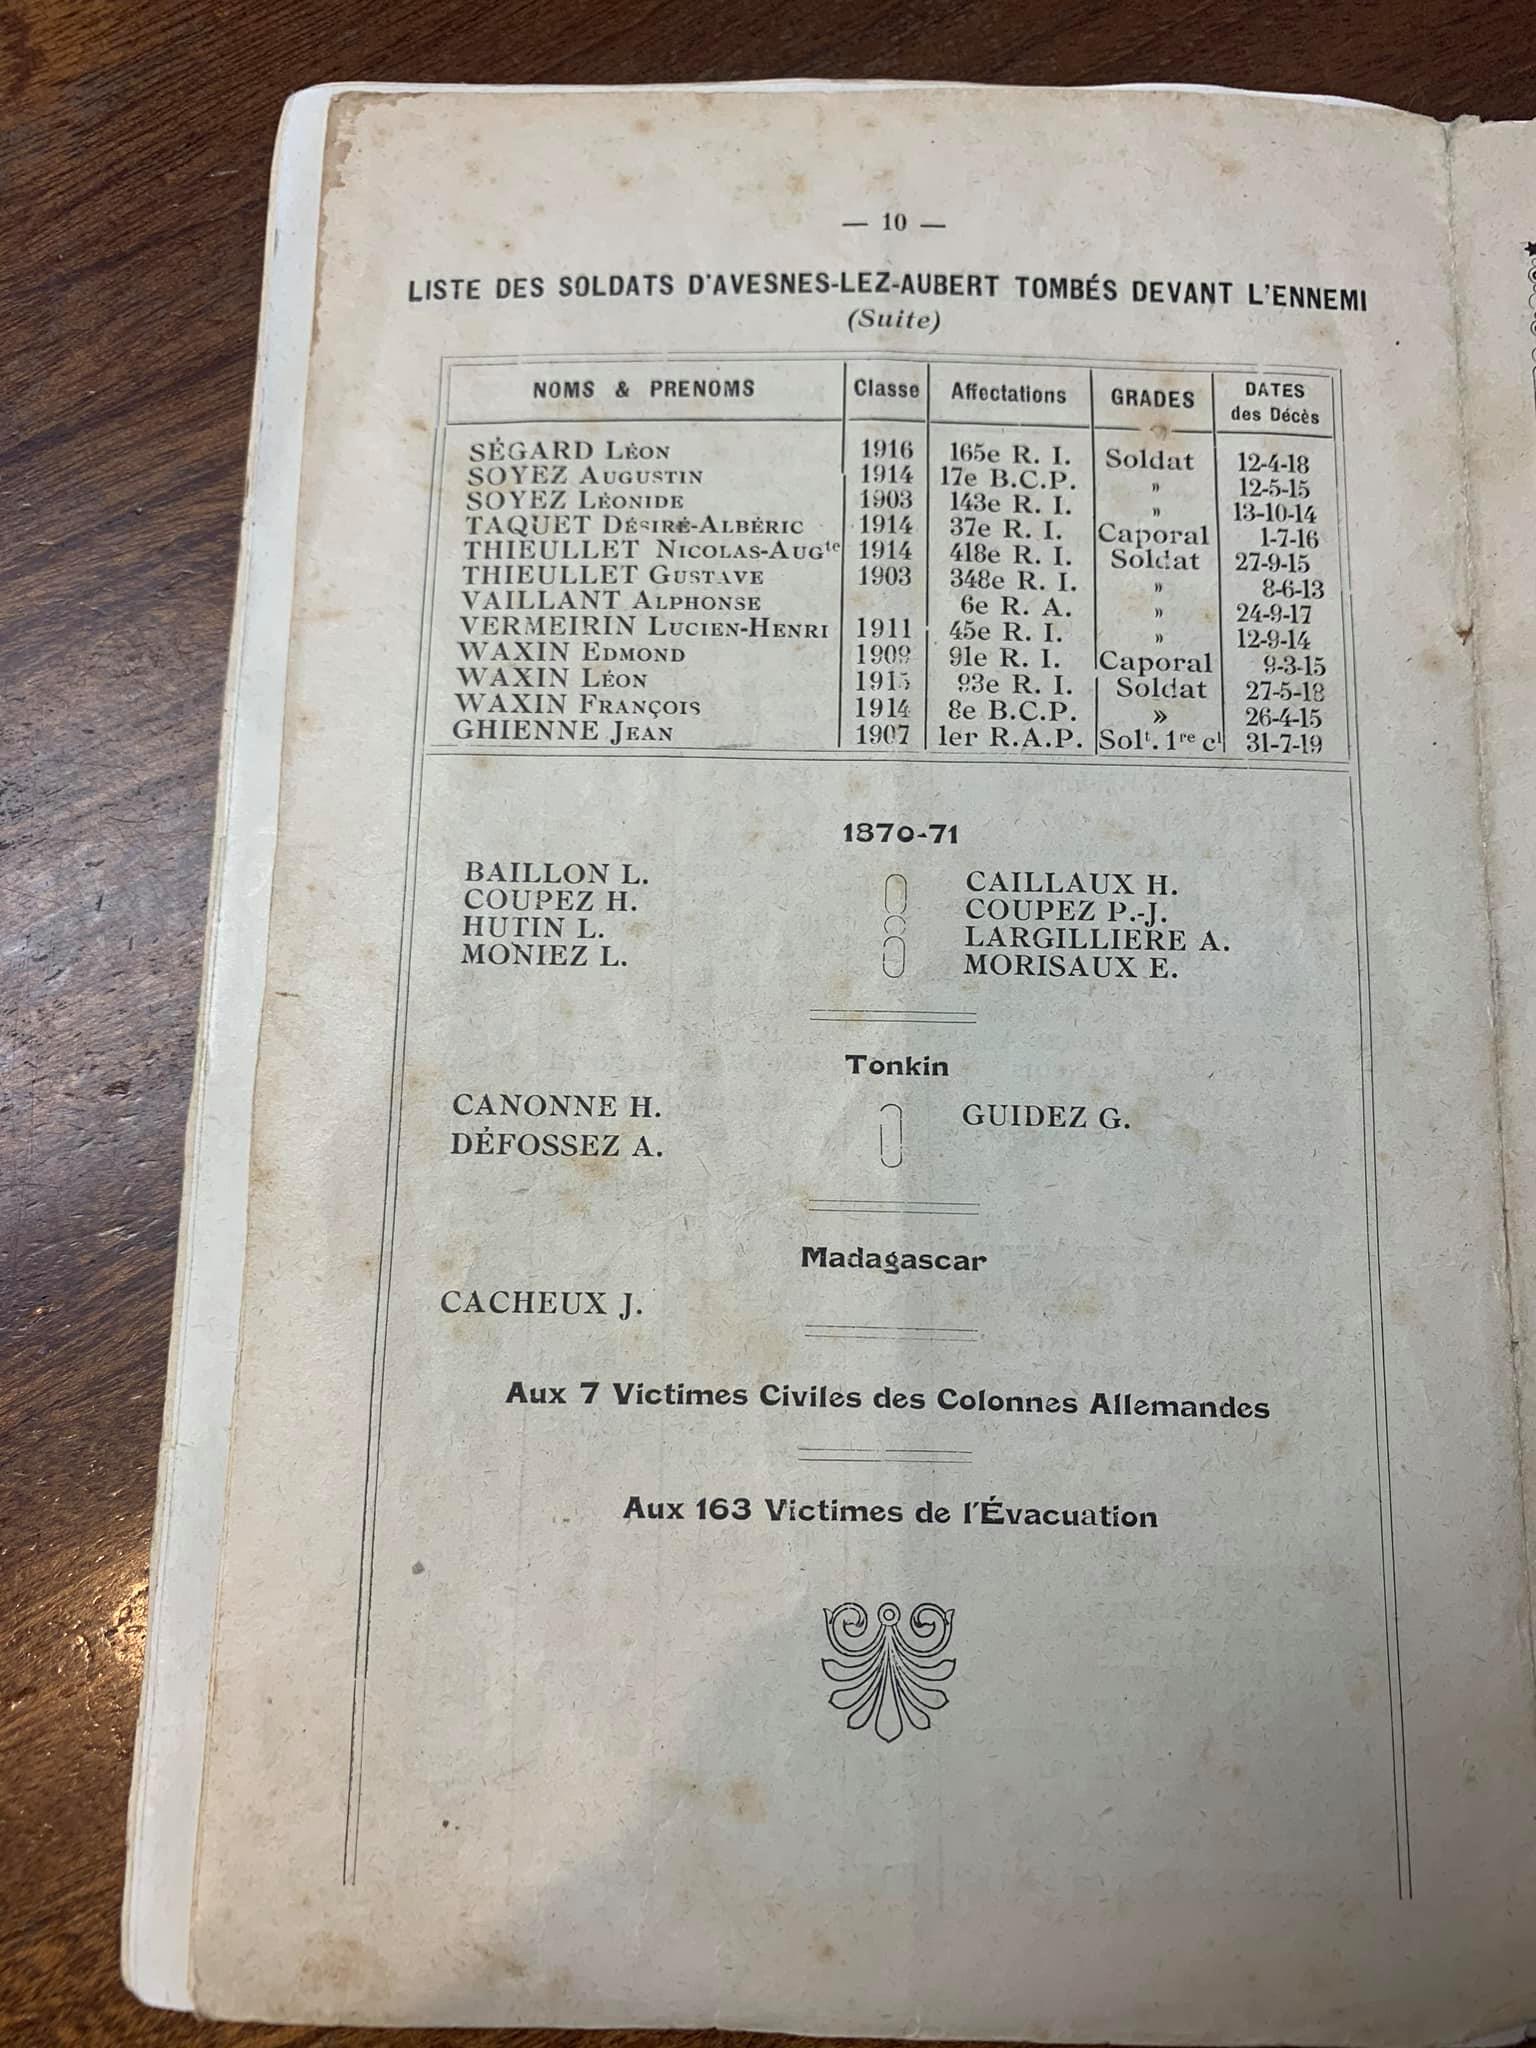 — 10 —
LISTE DES SOLDATS D'AVESNES-LEZ-AUBERT TOMBÉS DEVANT L'ENNEMI
(Suite)
NOMS & PRENOMS Classe Affectations GRADES DATES des Décès
SÉGARD LÉON 1916 165e R. I. Soldat 12-4-18
SOYEZ AUGUSTIN 1914 17e B.C.P. » 12-5-15
SOYEZ LÉONIDE 1903 143e R. I. » 13-10-14
TAQUET DÉSIRÉ-ALBÉRIC 1914 37e R. I. Caporal 1-7-16
THIEULLET NICOLAS-AUGte 1914 418e R. I. Soldat 27-9-15
THIEULLET GUSTAVE 1903 348e R. I. » 8-6-13
VAILLANT ALPHONSE 6e R. A. » 24-9-17
VERMEIRIN LUCIEN-HENRI 1911 45e R. I. » 12-9-14
WAXIN EDMOND 1909 91e R. I. Caporal 9-3-15
WAXIN LÉON 1915 93e R. I. Soldat 27-5-18
WAXIN FRANÇOIS 1914 8e B.C.P. » 26-4-15
GHIENNE JEAN 1907 1er R.A.P. Solt. 1re cl 31-7-19
1870-71
BAILLON L. CAILLAUX H.
COUPEZ H. COUPEZ P.-J.
HUTIN L. LARGILLIERE A.
MONIEZ L. MORISAUX E.
Tonkin
CANONNE H. GUIDEZ G.
DÉFOSSEZ A.
Madagascar
CACHEUX J.
Aux 7 Victimes Civiles des Colonnes Allemandes
Aux 163 Victimes de l'Évacuation